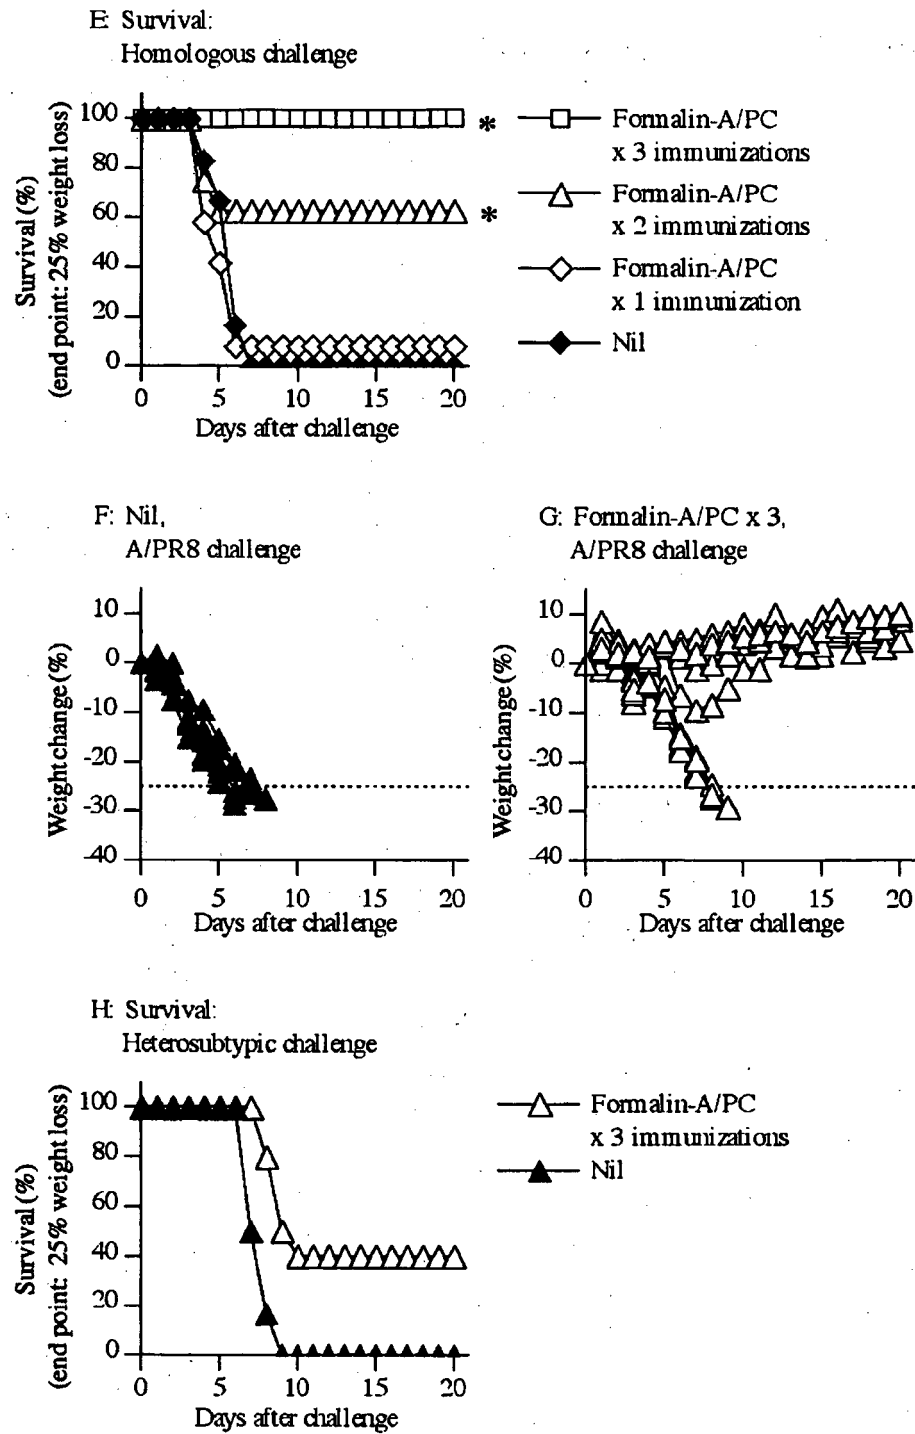 E: Survival:
Homologous challenge
Survival (%)
(end point: 25% weight loss)
100
80
60
40
20
0
*
*
0 5 10 15 20
Days after challenge
Formalin-A/PC
x 3 immunizations
Formalin-A/PC
x 2 immunizations
Formalin-A/PC
x 1 immunization
Nil
F: Nil,
A/PR8 challenge
Weight change (%)
10
0
-10
-20
-30
-40
0 5 10 15 20
Days after challenge
G: Formalin-A/PC x 3,
A/PR8 challenge
Weight change (%)
10
0
-10
-20
-30
-40
0 5 10 15 20
Days after challenge
H: Survival:
Heterosubtypic challenge
Survival (%)
(end point: 25% weight loss)
100
80
60
40
20
0
0 5 10 15 20
Days after challenge
Formalin-A/PC
x 3 immunizations
Nil